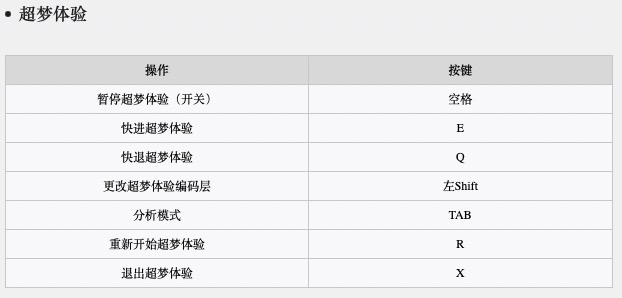 超梦体验
操作 按键
暂停超梦体验（开关） 空格
快进超梦体验 E
快退超梦体验 Q
更改超梦体验编码层 左Shift
分析模式 TAB
重新开始超梦体验 R
退出超梦体验 X